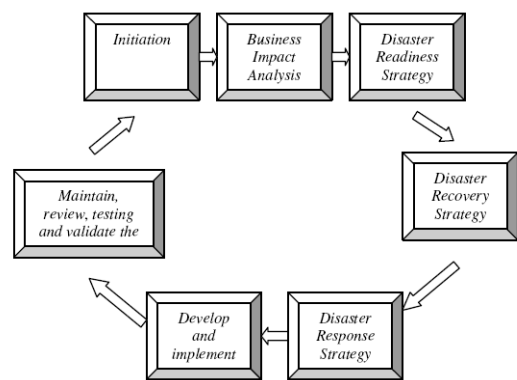 Initiation
Business
Impact
Analysis
Disaster
Readiness
Strategy
Disaster
Recovery
Strategy
Maintain,
review, testing
and validate the
Develop
and
implement
Disaster
Response
Strategy